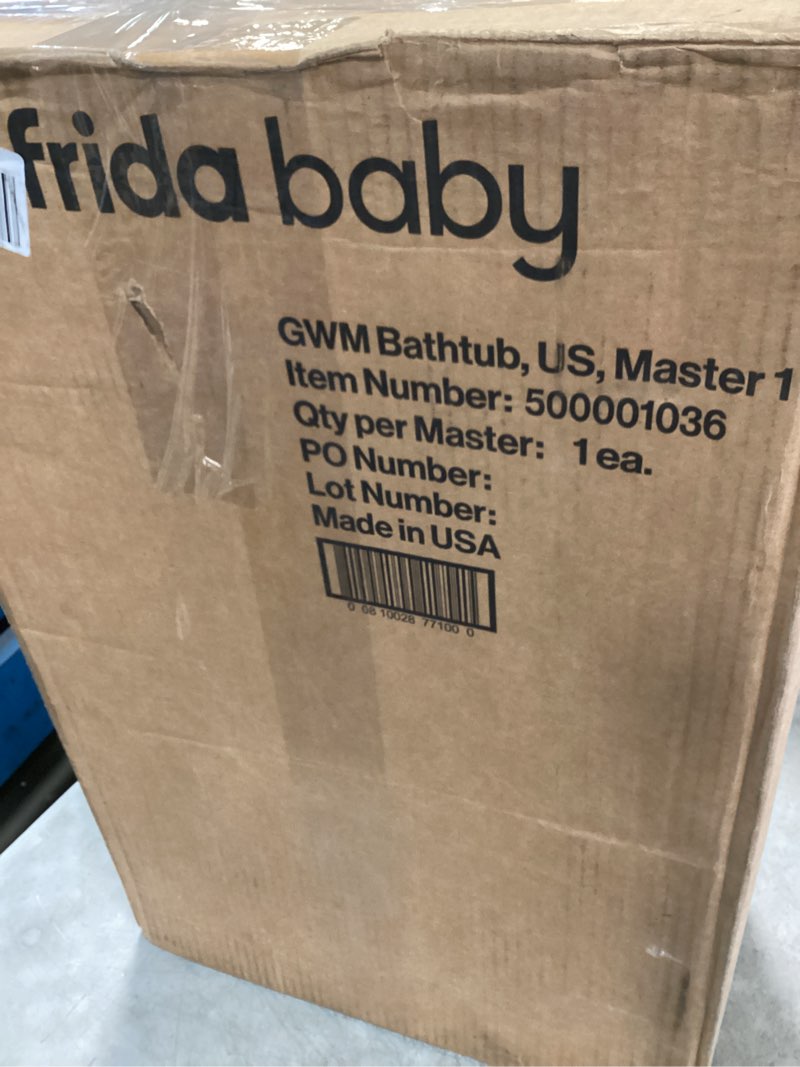 frida baby
GWM Bathtub, US, Master 1
Item Number: 500001036
Qty per Master: 1 ea.
PO Number:
Lot Number:
Made in USA
0 08 10028 77100 0